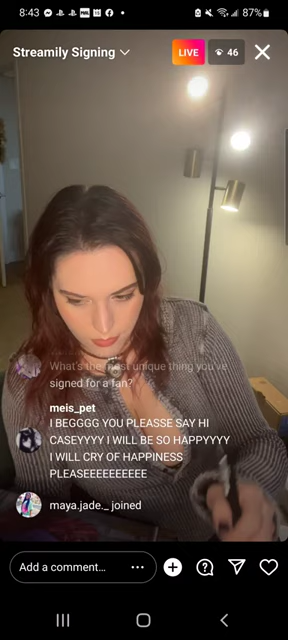 8:43
87%
Streamily Signing
LIVE
46
What's the most unique thing you've
signed for a fan?
meis_pet
I BEGGGG YOU PLEASSE SAY HI
CASEYYYY I WILL BE SO HAPPYYYY
I WILL CRY OF HAPPINESS
PLEASEEEEEEEEEE
maya.jade._ joined
Add a comment...